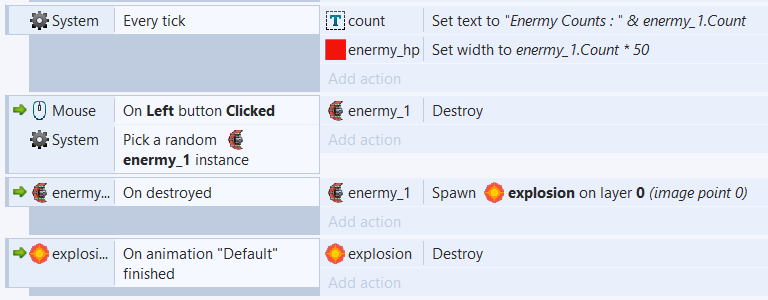 System Every tick count Set text to "Enermy Counts : " & enermy_1.Count
enermy_hp Set width to enermy_1.Count * 50
Add action
Mouse On Left button Clicked enermy_1 Destroy
System Pick a random Add action
enermy_1 instance
enermy... On destroyed enermy_1 Spawn explosion on layer 0 (image point 0)
Add action
explosi... On animation "Default" explosion Destroy
finished Add action